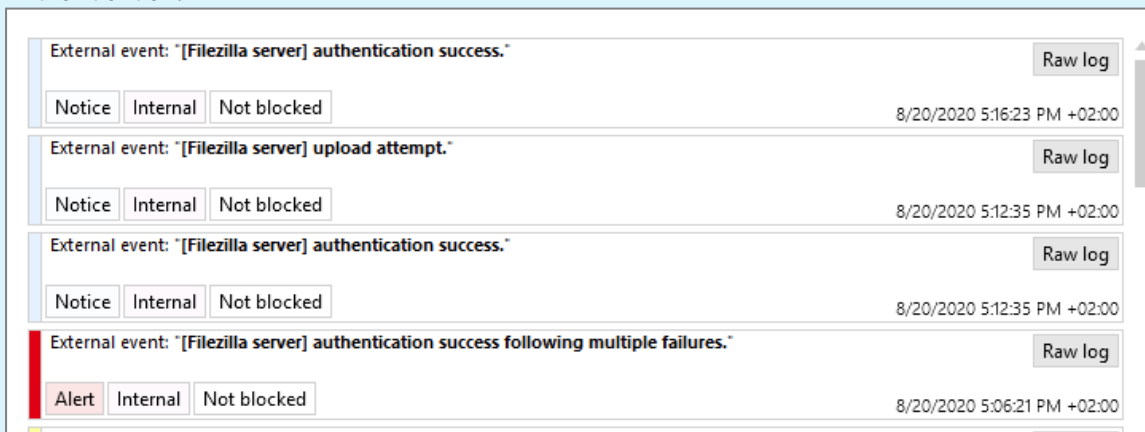 External event: "[Filezilla server] authentication success."
Raw log
Notice Internal Not blocked
8/20/2020 5:16:23 PM +02:00
External event: "[Filezilla server] upload attempt."
Raw log
Notice Internal Not blocked
8/20/2020 5:12:35 PM +02:00
External event: "[Filezilla server] authentication success."
Raw log
Notice Internal Not blocked
8/20/2020 5:12:35 PM +02:00
External event: "[Filezilla server] authentication success following multiple failures."
Raw log
Alert Internal Not blocked
8/20/2020 5:06:21 PM +02:00